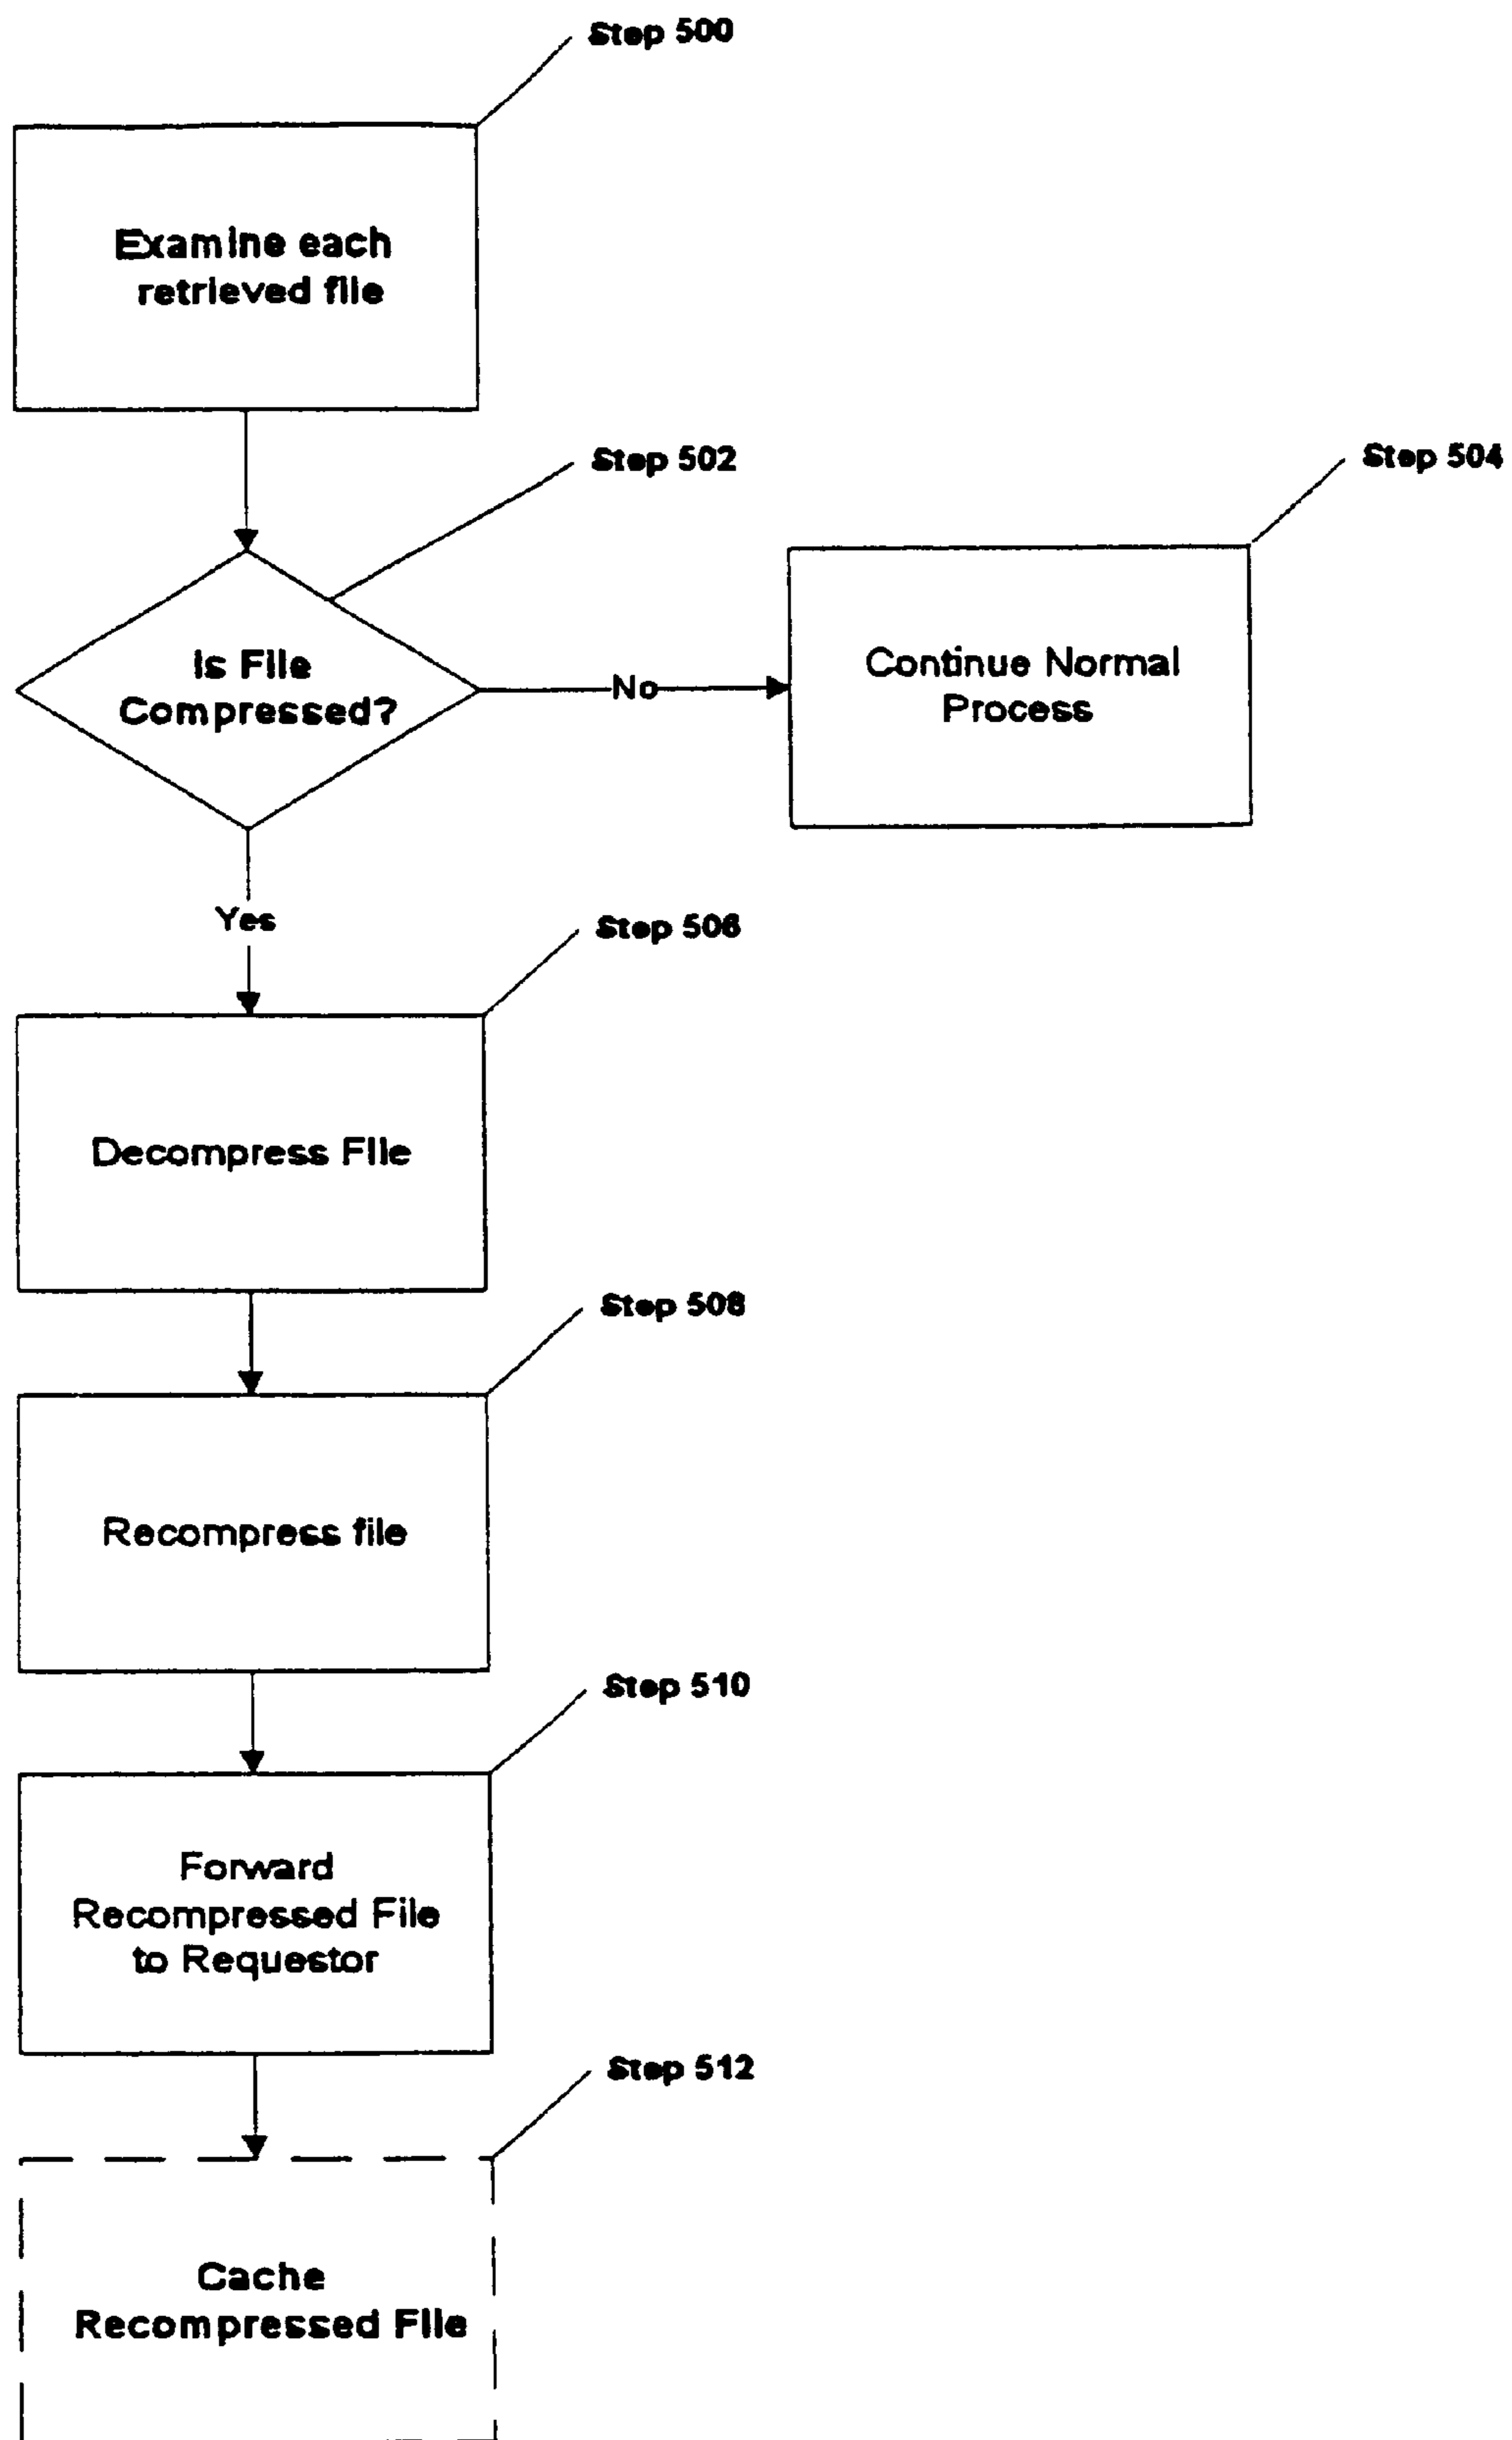 Step 500
Examine each
retrieved file
Step 502
Step 504
Is File
Compressed?
No
Continue Normal
Process
Yes
Step 506
Decompress File
Step 508
Recompress file
Step 510
Forward
Recompressed File
to Requestor
Step 512
Cache
Recompressed File